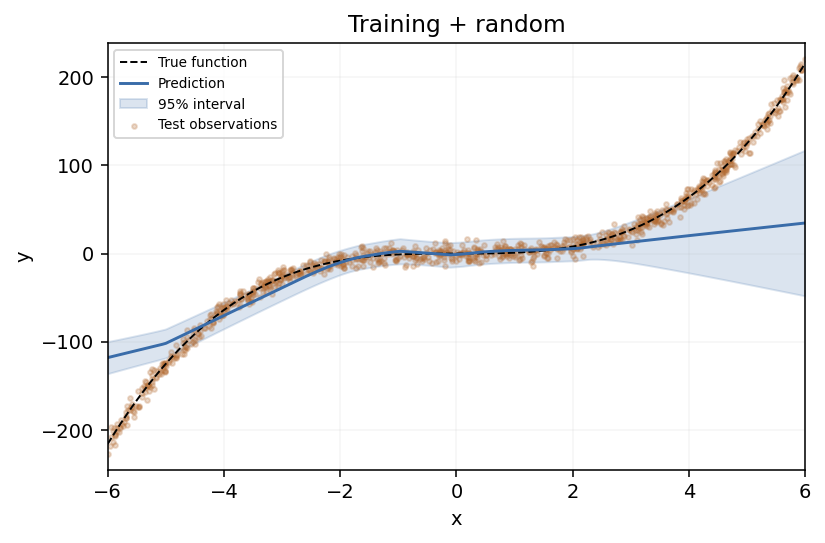 Training + random
True function
Prediction
95% interval
Test observations
y
200
100
0
−100
−200
−6
−4
−2
0
2
4
6
x